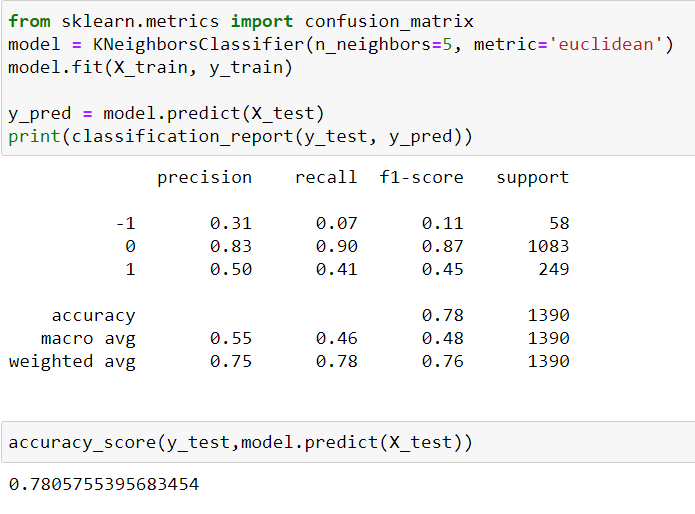 from sklearn.metrics import confusion_matrix
model = KNeighborsClassifier(n_neighbors=5, metric='euclidean')
model.fit(X_train, y_train)
y_pred = model.predict(X_test)
print(classification_report(y_test, y_pred))
precision recall f1-score support
-1 0.31 0.07 0.11 58
0 0.83 0.90 0.87 1083
1 0.50 0.41 0.45 249
accuracy 0.78 1390
macro avg 0.55 0.46 0.48 1390
weighted avg 0.75 0.78 0.76 1390
accuracy_score(y_test,model.predict(X_test))
0.7805755395683454